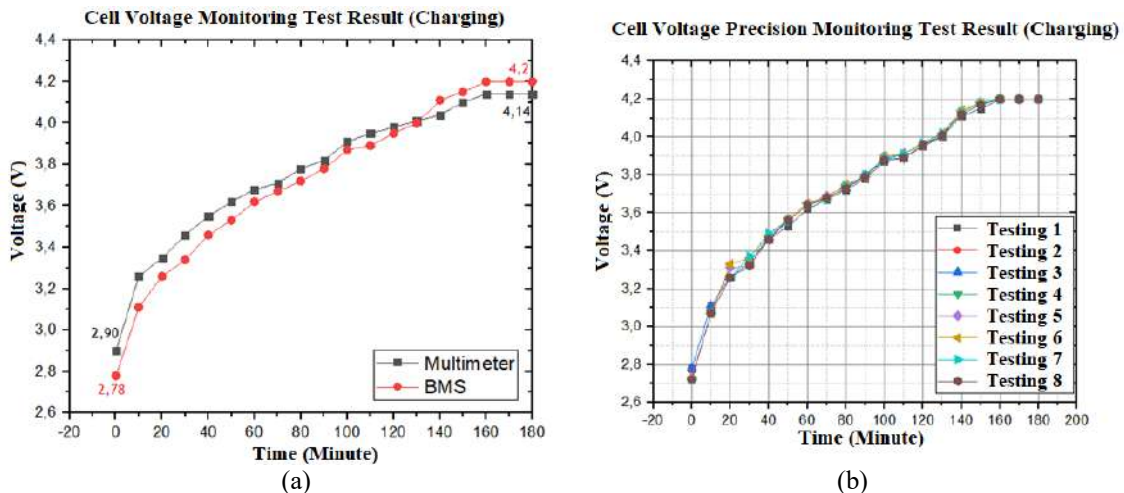 Cell Voltage Monitoring Test Result (Charging)
4,4
4,2
4,0
3,8
3,6
3,4
3,2
3,0
2,8
2,6
Voltage (V)
4,2
4,14
2,90
2,78
Multimeter
BMS
-20 0 20 40 60 80 100 120 140 160 180
Time (Minute)
(a)
Cell Voltage Precision Monitoring Test Result (Charging)
4,4
4,2
4,0
3,8
3,6
3,4
3,2
3,0
2,8
2,6
Voltage (V)
Testing 1
Testing 2
Testing 3
Testing 4
Testing 5
Testing 6
Testing 7
Testing 8
-20 0 20 40 60 80 100 120 140 160 180 200
Time (Minute)
(b)